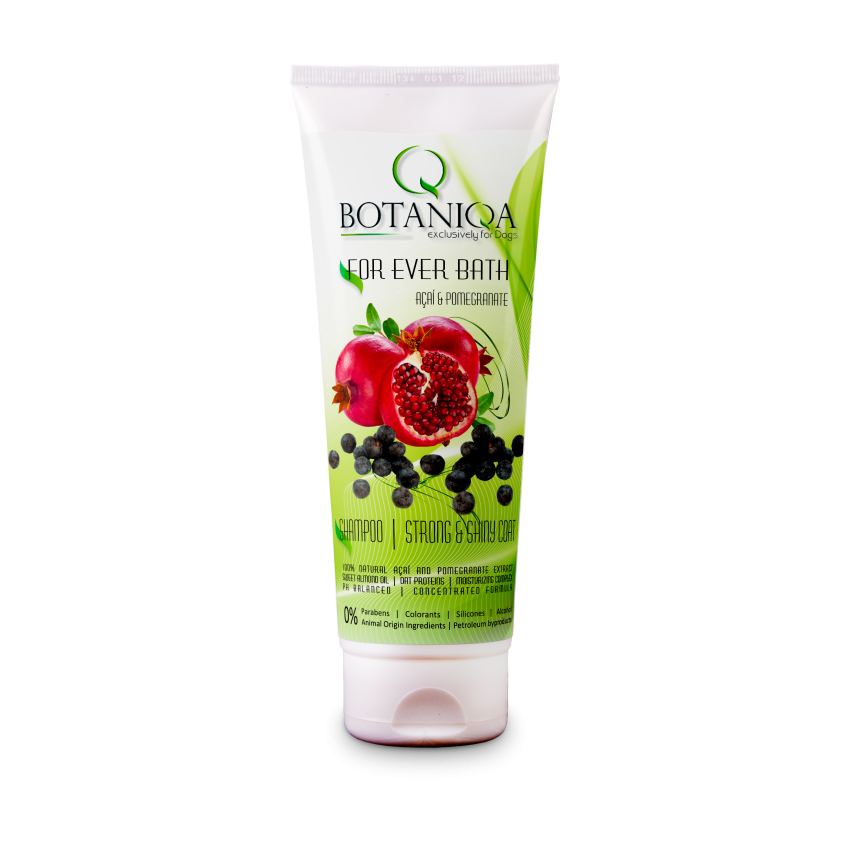 BOTANIQA
exclusively for Dogs
FOR EVER BATH
AÇAÍ & POMEGRANATE
SHAMPOO | STRONG & SHINY COAT
100% NATURAL AÇAÍ AND POMEGRANATE EXTRACT
SWEET ALMOND OIL | OAT PROTEINS | MOISTURIZING COMPLEX
PH BALANCED | CONCENTRATED FORMULA
0% Parabens | Colorants | Silicones | Alcohol
Animal Origin Ingredients | Petroleum byproducts